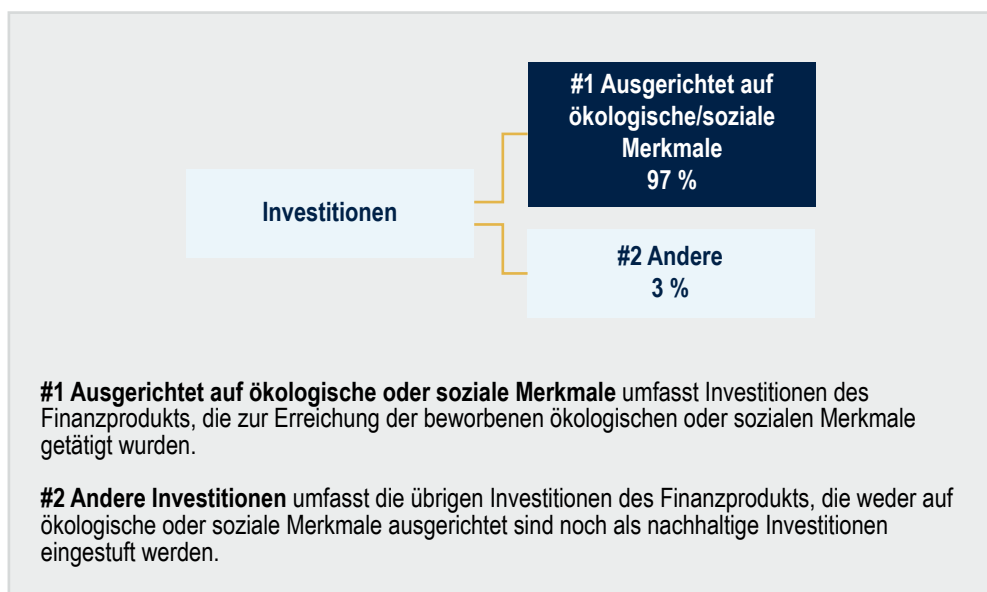 #1 Ausgerichtet auf
ökologische/soziale
Merkmale
97 %
Investitionen
#2 Andere
3 %
#1 Ausgerichtet auf ökologische oder soziale Merkmale umfasst Investitionen des
Finanzprodukts, die zur Erreichung der beworbenen ökologischen oder sozialen Merkmale
getätigt wurden.
#2 Andere Investitionen umfasst die übrigen Investitionen des Finanzprodukts, die weder auf
ökologische oder soziale Merkmale ausgerichtet sind noch als nachhaltige Investitionen
eingestuft werden.